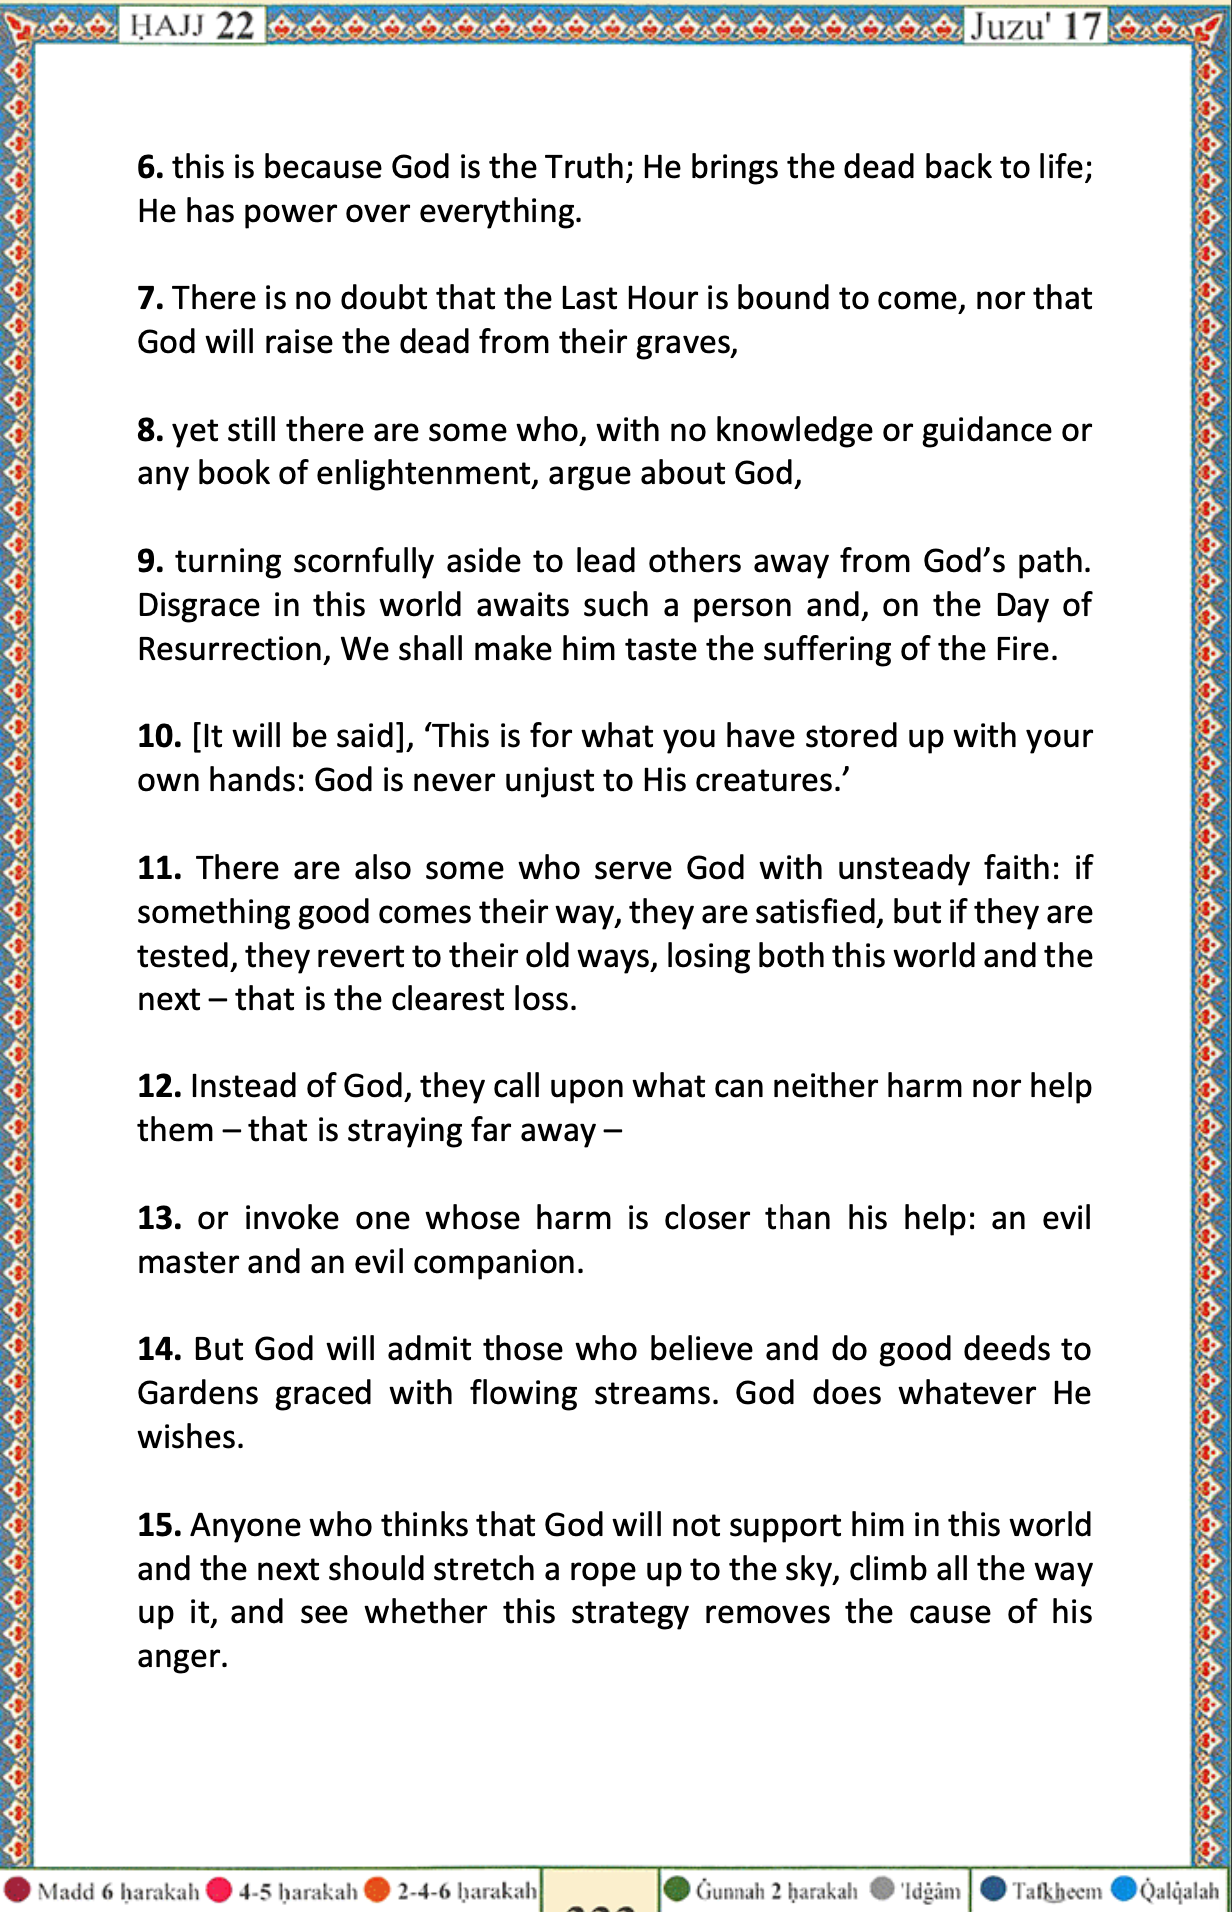 ḤAJJ 22
Juzu' 17
6. this is because God is the Truth; He brings the dead back to life;
He has power over everything.
7. There is no doubt that the Last Hour is bound to come, nor that
God will raise the dead from their graves,
8. yet still there are some who, with no knowledge or guidance or
any book of enlightenment, argue about God,
9. turning scornfully aside to lead others away from God’s path.
Disgrace in this world awaits such a person and, on the Day of
Resurrection, We shall make him taste the suffering of the Fire.
10. [It will be said], ‘This is for what you have stored up with your
own hands: God is never unjust to His creatures.’
11. There are also some who serve God with unsteady faith: if
something good comes their way, they are satisfied, but if they are
tested, they revert to their old ways, losing both this world and the
next – that is the clearest loss.
12. Instead of God, they call upon what can neither harm nor help
them – that is straying far away –
13. or invoke one whose harm is closer than his help: an evil
master and an evil companion.
14. But God will admit those who believe and do good deeds to
Gardens graced with flowing streams. God does whatever He
wishes.
15. Anyone who thinks that God will not support him in this world
and the next should stretch a rope up to the sky, climb all the way
up it, and see whether this strategy removes the cause of his
anger.
Madd 6 ḥarakah 4-5 ḥarakah 2-4-6 ḥarakah
Ġunnah 2 ḥarakah 'Idġâm Tafkheem Q̇alq̇alah